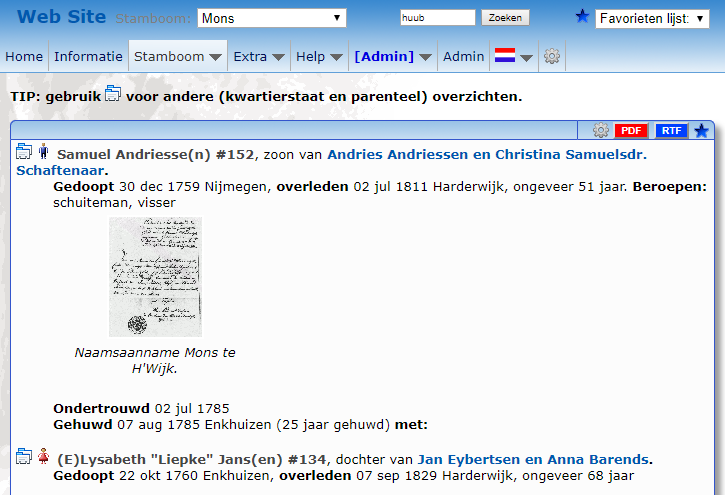 Web Site Stamboom: Mons huub Zoeken Favorieten lijst:
Home Informatie Stamboom Extra Help [Admin] Admin
TIP: gebruik voor andere (kwartierstaat en parenteel) overzichten.
PDF RTF
Samuel Andriesse(n) #152, zoon van Andries Andriessen en Christina Samuelsdr.
Schaftenaar.
Gedoopt 30 dec 1759 Nijmegen, overleden 02 jul 1811 Harderwijk, ongeveer 51 jaar. Beroepen:
schuiteman, visser
Naamsaanname Mons te
H'Wijk.
Ondertrouwd 02 jul 1785
Gehuwd 07 aug 1785 Enkhuizen (25 jaar gehuwd) met:
(E)Lysabeth "Liepke" Jans(en) #134, dochter van Jan Eybertsen en Anna Barends.
Gedoopt 22 okt 1760 Enkhuizen, overleden 07 sep 1829 Harderwijk, ongeveer 68 jaar